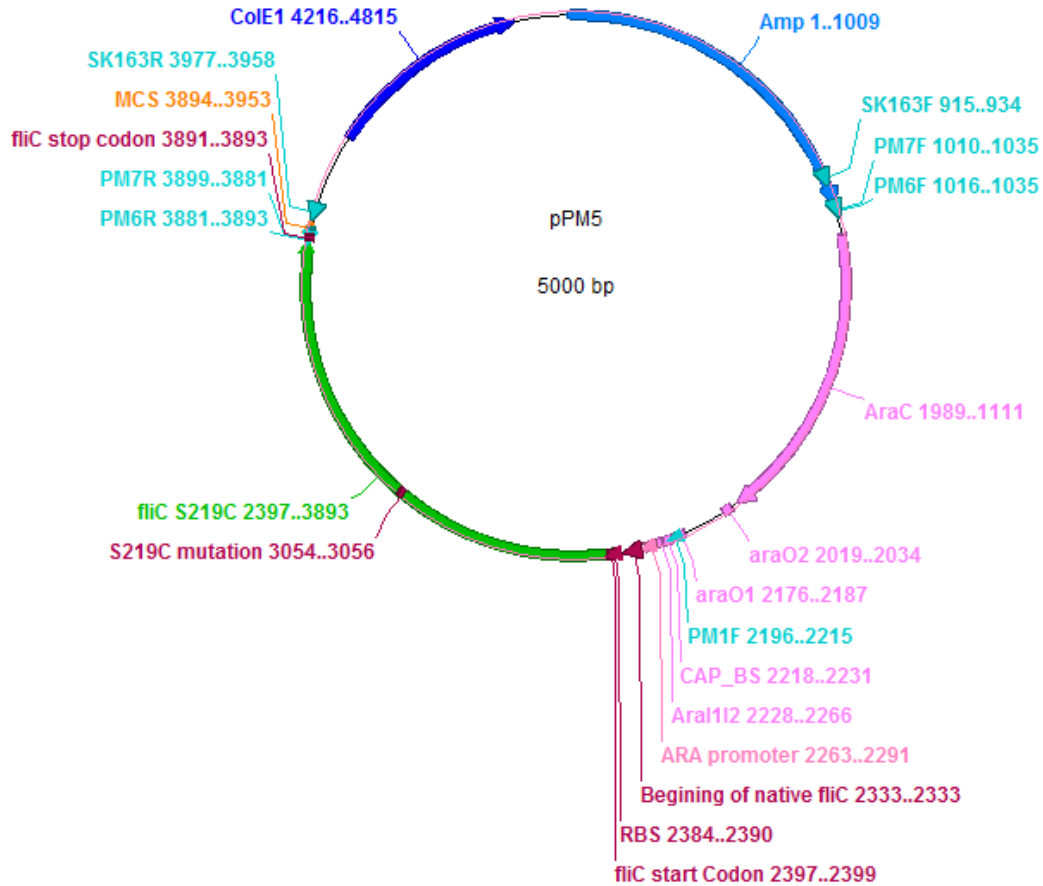 ColE1 4216..4815
Amp 1..1009
SK163R 3977..3958
MCS 3894..3953
fliC stop codon 3891..3893
PM7R 3899..3881
PM6R 3881..3893
SK163F 915..934
PM7F 1010..1035
PM6F 1016..1035
pPM5
5000 bp
AraC 1989..1111
fliC S219C 2397..3893
S219C mutation 3054..3056
araO2 2019..2034
araO1 2176..2187
PM1F 2196..2215
CAP_BS 2218..2231
AraI1I2 2228..2266
ARA promoter 2263..2291
Begining of native fliC 2333..2333
RBS 2384..2390
fliC start Codon 2397..2399